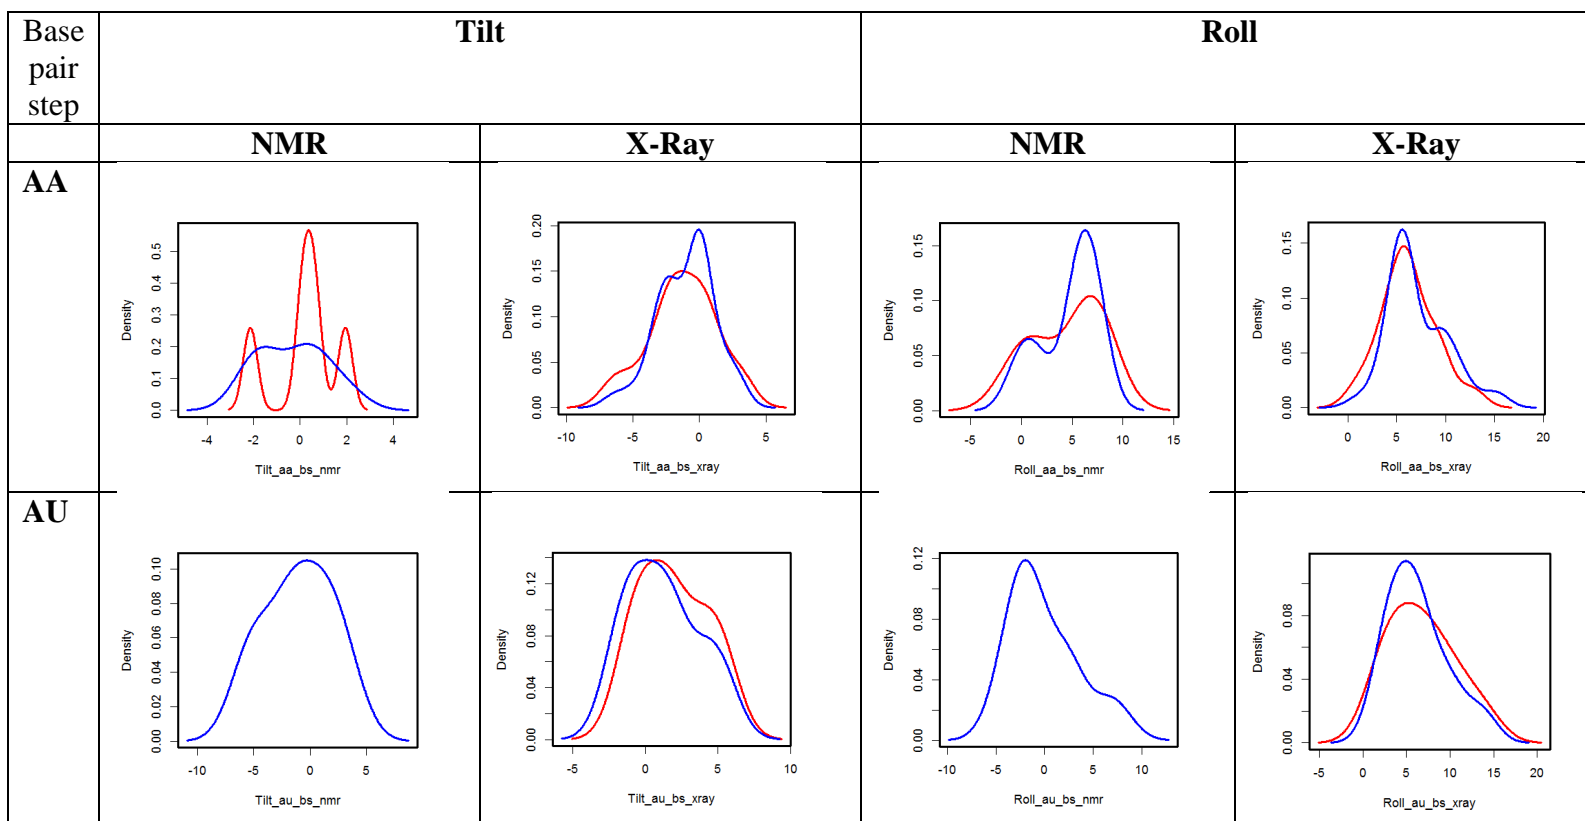 Base pair step
Tilt
Roll
NMR
X-Ray
NMR
X-Ray
AA
Density
0.0 0.1 0.2 0.3 0.4 0.5
-4 -2 0 2 4
Tilt_aa_bs_nmr
Density
0.00 0.05 0.10 0.15 0.20
-10 -5 0 5
Tilt_aa_bs_xray
Density
0.00 0.05 0.10 0.15
-5 0 5 10 15
Roll_aa_bs_nmr
Density
0.00 0.05 0.10 0.15
0 5 10 15 20
Roll_aa_bs_xray
AU
Density
0.00 0.02 0.04 0.06 0.08 0.10
-10 -5 0 5
Tilt_au_bs_nmr
Density
0.00 0.04 0.08 0.12
-5 0 5 10
Tilt_au_bs_xray
Density
0.00 0.04 0.08 0.12
-10 -5 0 5 10
Roll_au_bs_nmr
Density
0.00 0.04 0.08
-5 0 5 10 15 20
Roll_au_bs_xray